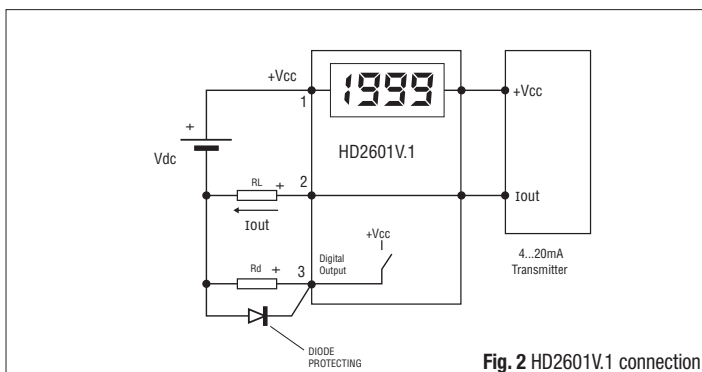 +Vcc
1
1999
+Vcc
+
Vdc
HD2601V.1
RL +
2
Iout
Iout
+Vcc
Rd +
3
Digital
Output
4...20mA
Transmitter
DIODE
PROTECTING
Fig. 2 HD2601V.1 connection